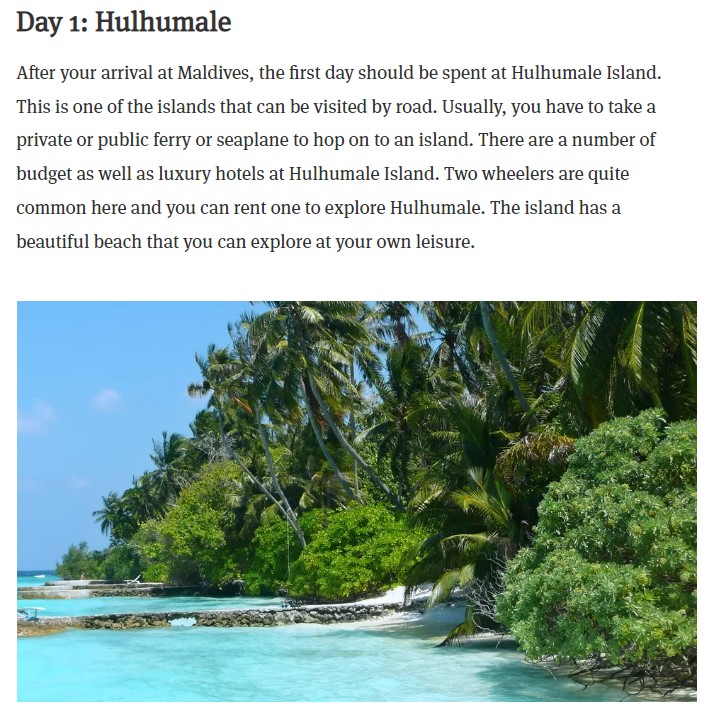 Day 1: Hulhumale
After your arrival at Maldives, the first day should be spent at Hulhumale Island.
This is one of the islands that can be visited by road. Usually, you have to take a
private or public ferry or seaplane to hop on to an island. There are a number of
budget as well as luxury hotels at Hulhumale Island. Two wheelers are quite
common here and you can rent one to explore Hulhumale. The island has a
beautiful beach that you can explore at your own leisure.